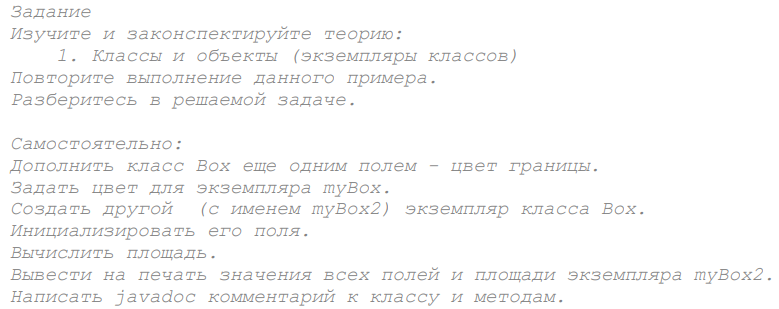 Задание
Изучите и законспектируйте теорию:
1. Классы и объекты (экземпляры классов)
Повторите выполнение данного примера.
Разберитесь в решаемой задаче.
Самостоятельно:
Дополнить класс Box еще одним полем – цвет границы.
Задать цвет для экземпляра myBox.
Создать другой  (с именем myBox2) экземпляр класса Box.
Инициализировать его поля.
Вычислить площадь.
Вывести на печать значения всех полей и площади экземпляра myBox2.
Написать javadoc комментарий к классу и методам.